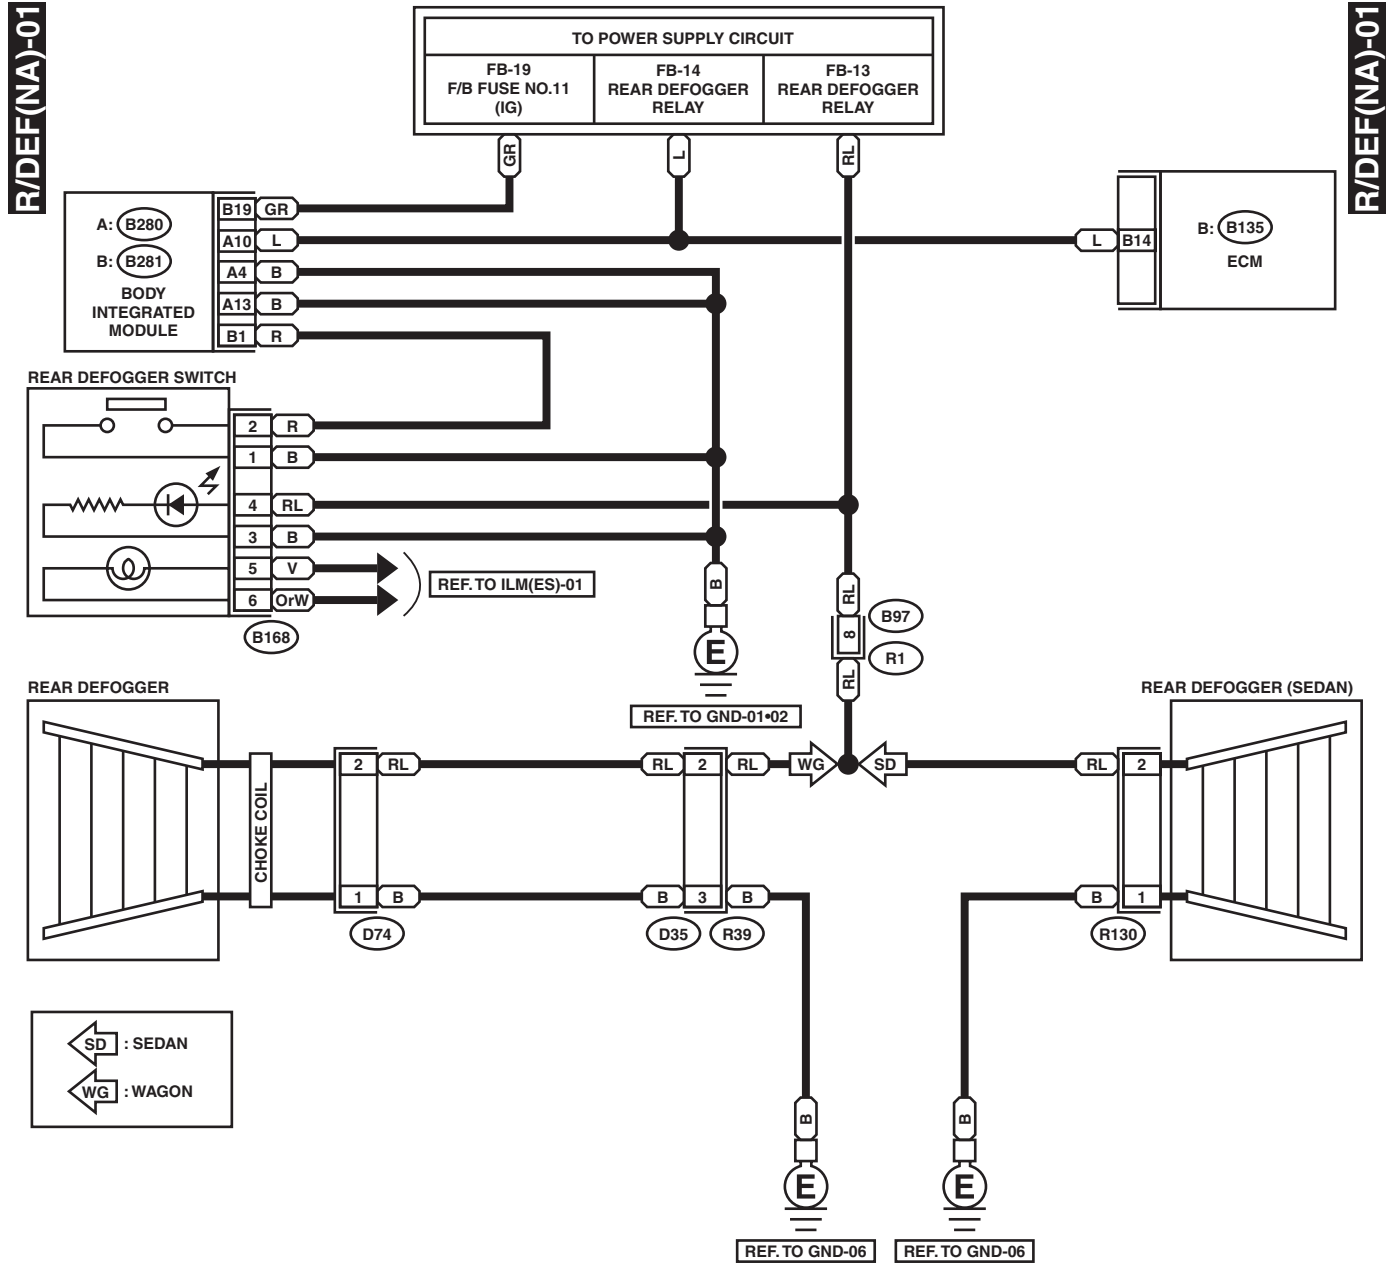 R/DEF(NA)-01
R/DEF(NA)-01
TO POWER SUPPLY CIRCUIT
FB-19
F/B FUSE NO.11
(IG)
FB-14
REAR DEFOGGER
RELAY
FB-13
REAR DEFOGGER
RELAY
GR
L
RL
A: B280
B: B281
BODY
INTEGRATED
MODULE
B19 GR
A10 L
A4 B
A13 B
B1 R
L B14
B: B135
ECM
REAR DEFOGGER SWITCH
2 R
1 B
4 RL
3 B
5 V
6 OrW
B168
REF. TO ILM(ES)-01
B
E
REF. TO GND-01•02
RL
8
B97
R1
RL
REAR DEFOGGER
CHOKE COIL
2 RL
1 B
D74
RL 2 RL
B 3 B
D35
R39
WG
SD
REAR DEFOGGER (SEDAN)
RL 2
B 1
R130
SD : SEDAN
WG : WAGON
B
E
REF. TO GND-06
B
E
REF. TO GND-06